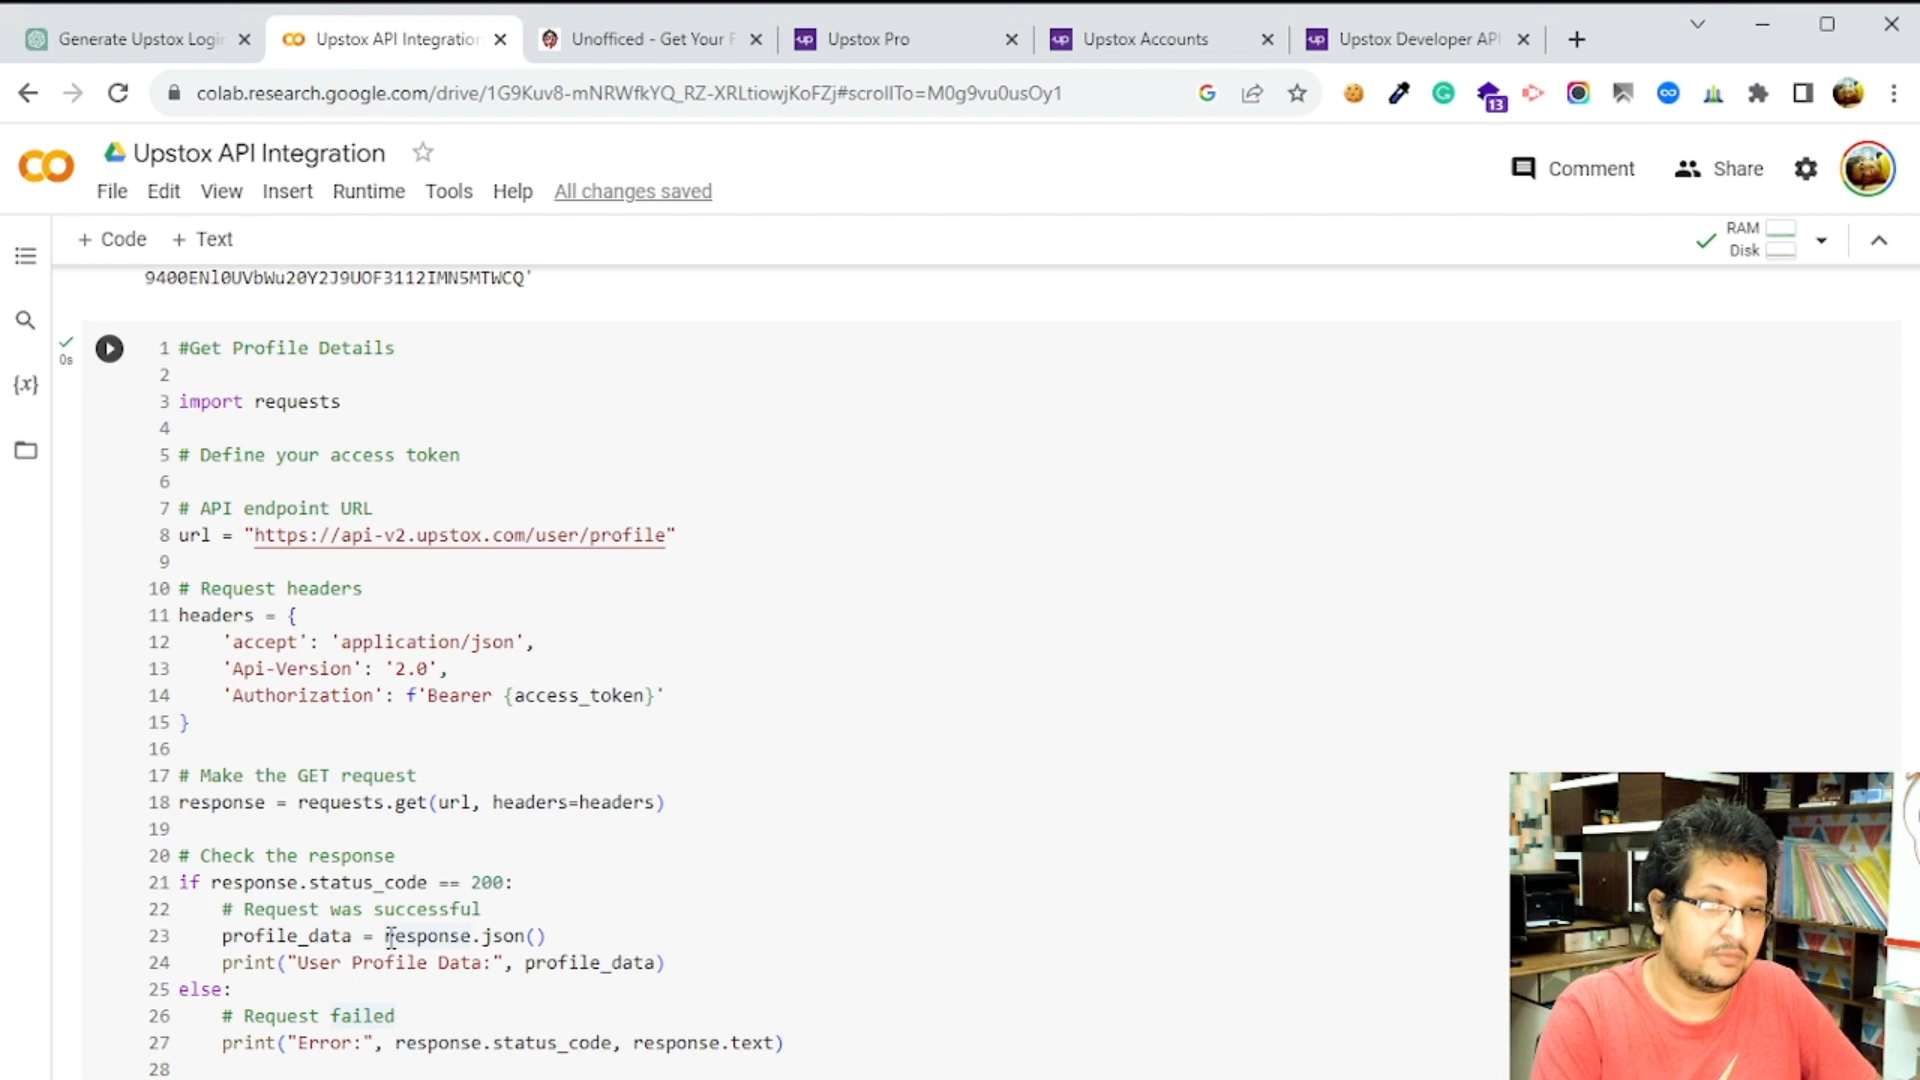 Generate Upstox Logi
Upstox API Integration
Unofficed - Get Your F
Upstox Pro
Upstox Accounts
Upstox Developer API
colab.research.google.com/drive/1G9Kuv8-mNRWfkYQ_RZ-XRLtiowjKoFZj#scrollTo=M0g9vu0usOy1
13
Upstox API Integration
File Edit View Insert Runtime Tools Help All changes saved
Comment Share
+ Code + Text
RAM
Disk
9400ENl0UVbWu20Y2J9UOF3112IMN5MTWCQ'
0s
1 #Get Profile Details
2
3 import requests
4
5 # Define your access token
6
7 # API endpoint URL
8 url = "https://api-v2.upstox.com/user/profile"
9
10 # Request headers
11 headers = {
12 'accept': 'application/json',
13 'Api-Version': '2.0',
14 'Authorization': f'Bearer {access_token}'
15 }
16
17 # Make the GET request
18 response = requests.get(url, headers=headers)
19
20 # Check the response
21 if response.status_code == 200:
22 # Request was successful
23 profile_data = response.json()
24 print("User Profile Data:", profile_data)
25 else:
26 # Request failed
27 print("Error:", response.status_code, response.text)
28